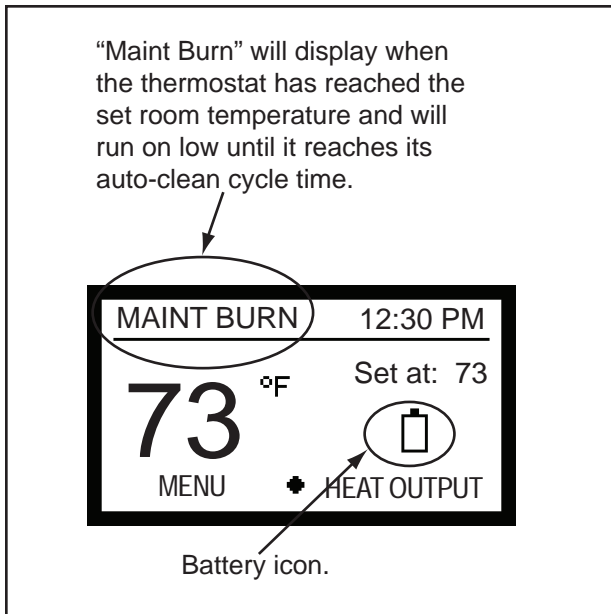 “Maint Burn” will display when
the thermostat has reached the
set room temperature and will
run on low until it reaches its
auto-clean cycle time.
MAINT BURN 12:30 PM
73 °F Set at: 73
MENU HEAT OUTPUT
Battery icon.